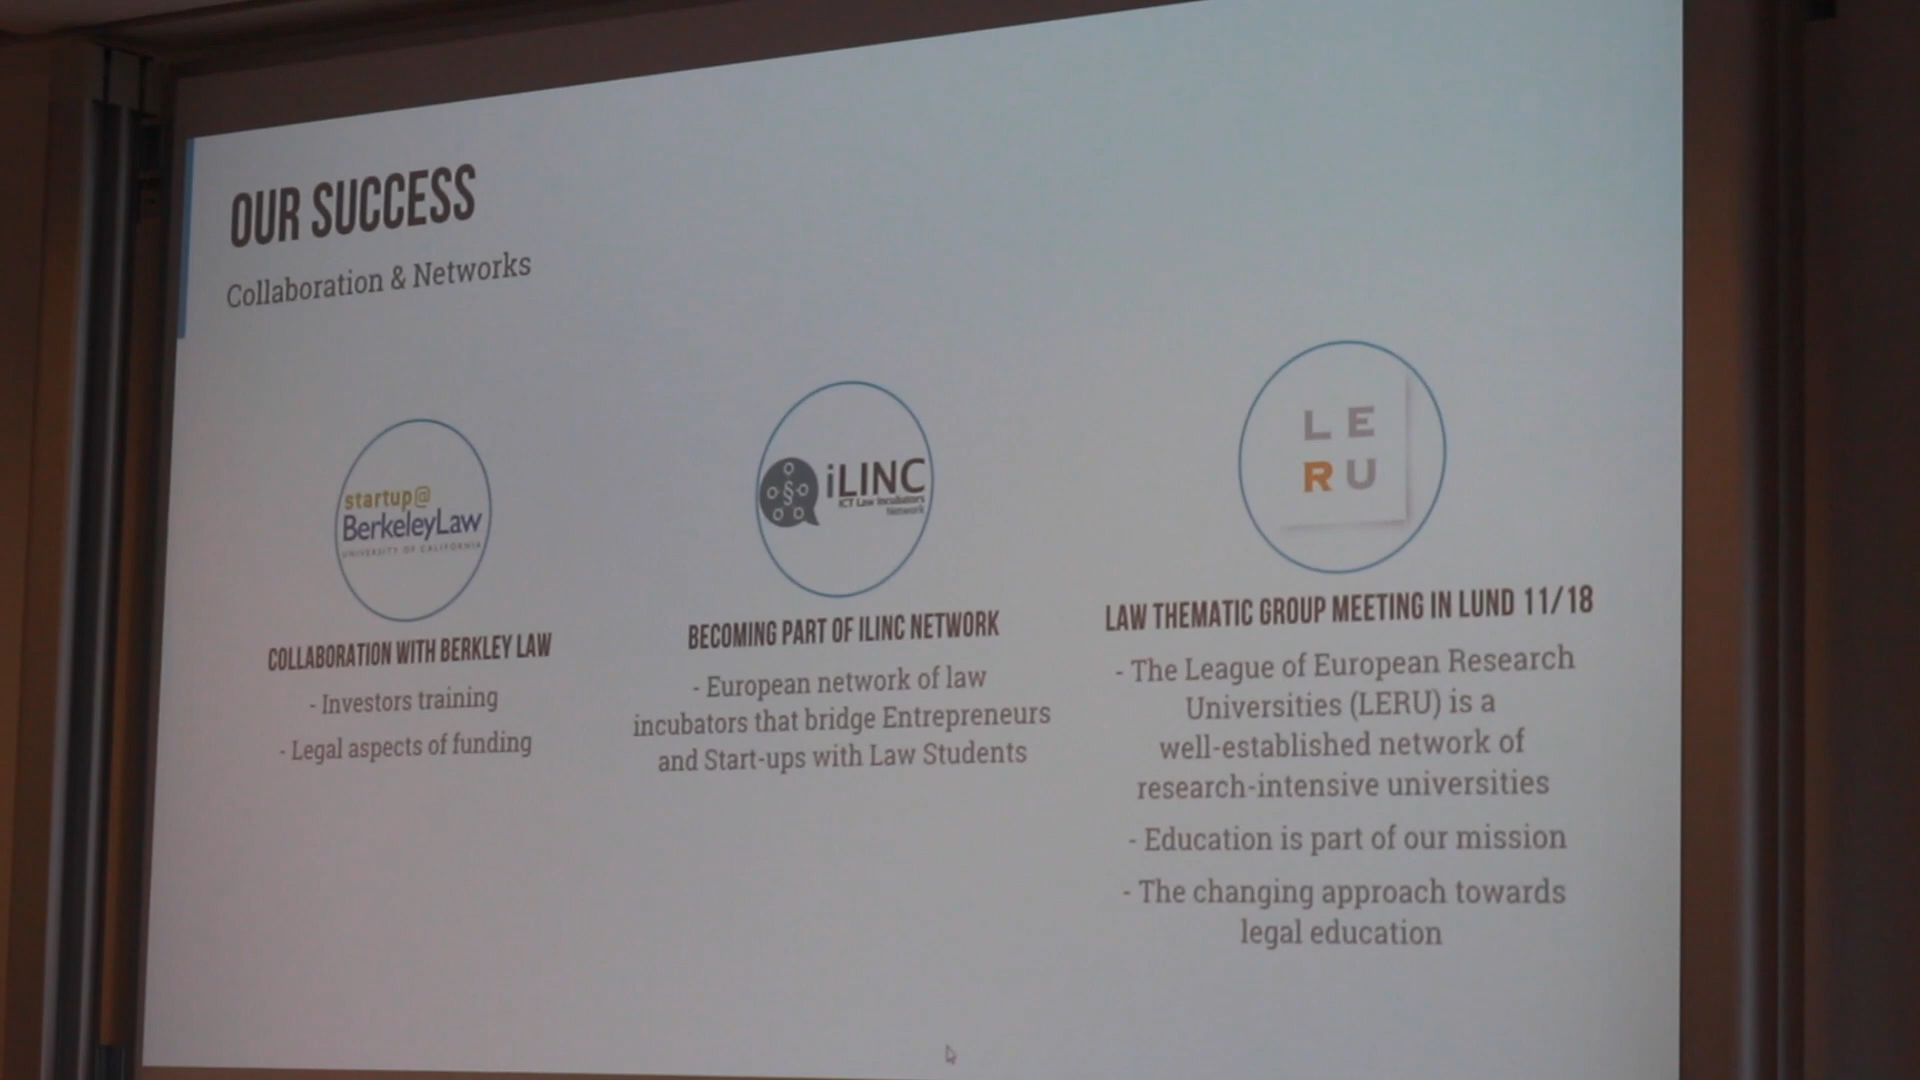 OUR SUCCESS
Collaboration & Networks
startup@
BerkeleyLaw
UNIVERSITY OF CALIFORNIA
COLLABORATION WITH BERKLEY LAW
- Investors training
- Legal aspects of funding
iLINC
ICT Law Incubators
Network
BECOMING PART OF ILINC NETWORK
- European network of law
incubators that bridge Entrepreneurs
and Start-ups with Law Students
L E
R U
LAW THEMATIC GROUP MEETING IN LUND 11/18
- The League of European Research
Universities (LERU) is a
well-established network of
research-intensive universities
- Education is part of our mission
- The changing approach towards
legal education